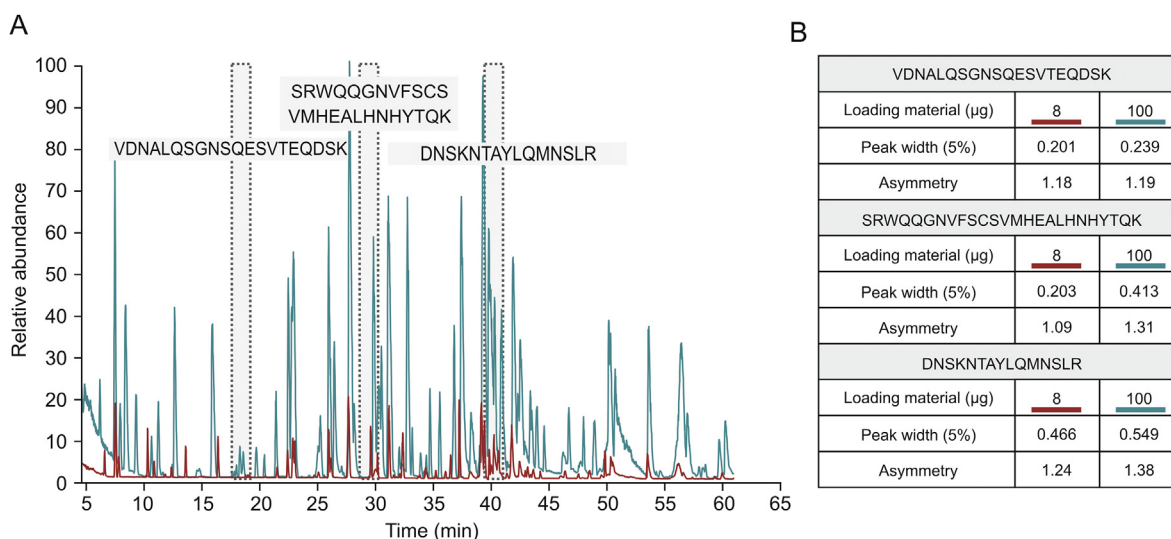 A
Relative abundance
100
90
80
70
60
50
40
30
20
10
0
SRWQQGNVFSCS
VMHEALHNHYTQK
VDNALQSGNSQESVTEQDSK
DNSKNTAYLQMNSLR
5 10 15 20 25 30 35 40 45 50 55 60 65
Time (min)
B
VDNALQSGNSQESVTEQDSK
Loading material (µg) 8 100
Peak width (5%) 0.201 0.239
Asymmetry 1.18 1.19
SRWQQGNVFSCSVMHEALHNHYTQK
Loading material (µg) 8 100
Peak width (5%) 0.203 0.413
Asymmetry 1.09 1.31
DNSKNTAYLQMNSLR
Loading material (µg) 8 100
Peak width (5%) 0.466 0.549
Asymmetry 1.24 1.38